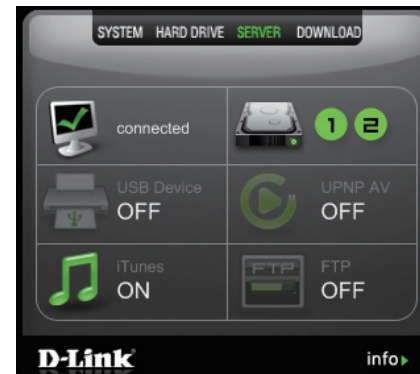 SYSTEM HARD DRIVE SERVER DOWNLOAD
connected 1 2
USB Device UPNP AV
OFF OFF
iTunes FTP FTP
ON OFF
D-Link info